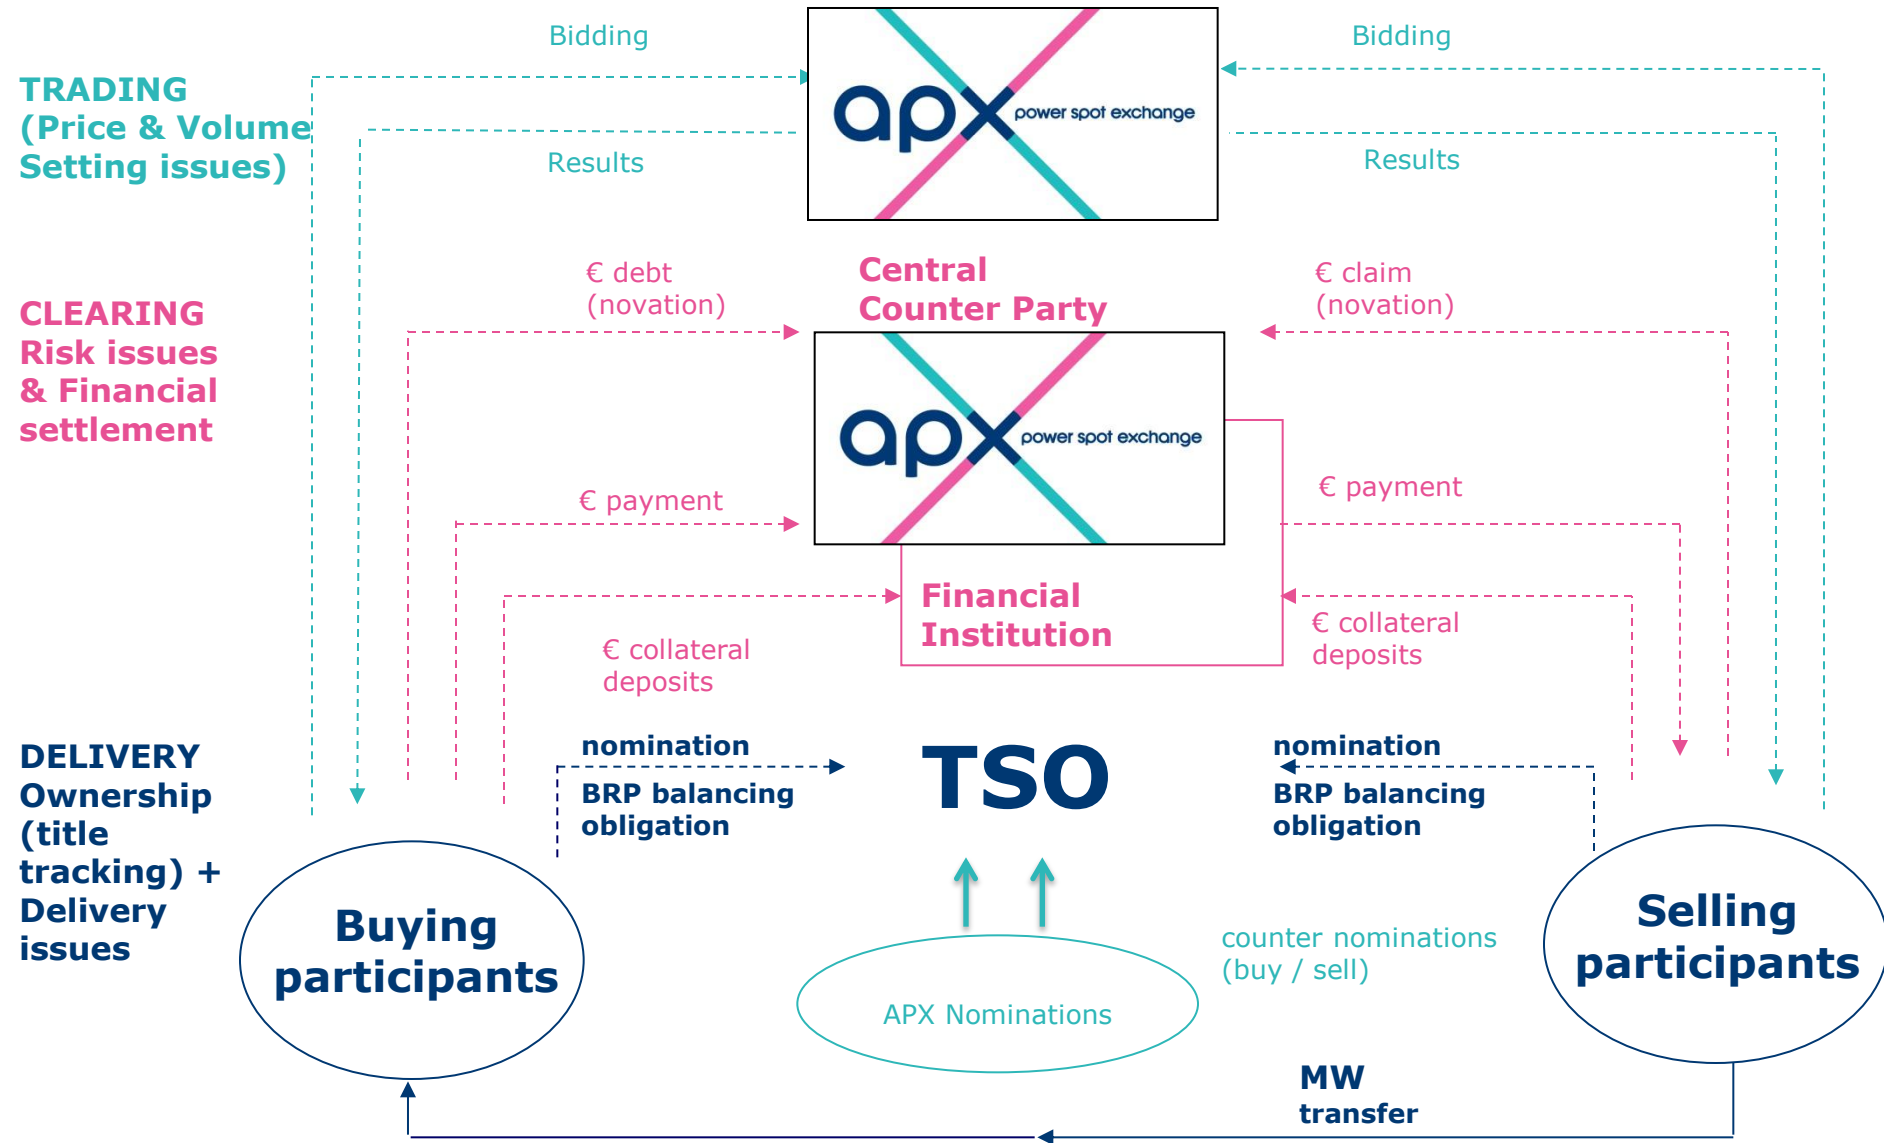 Bidding
Bidding
TRADING
(Price & Volume
Setting issues)
apx power spot exchange
Results
Results
CLEARING
Risk issues
& Financial
settlement
€ debt
(novation)
Central
Counter Party
€ claim
(novation)
apx power spot exchange
€ payment
€ payment
Financial
Institution
€ collateral
deposits
€ collateral
deposits
DELIVERY
Ownership
(title
tracking) +
Delivery
issues
nomination
BRP balancing
obligation
TSO
nomination
BRP balancing
obligation
Buying
participants
APX Nominations
counter nominations
(buy / sell)
Selling
participants
MW
transfer